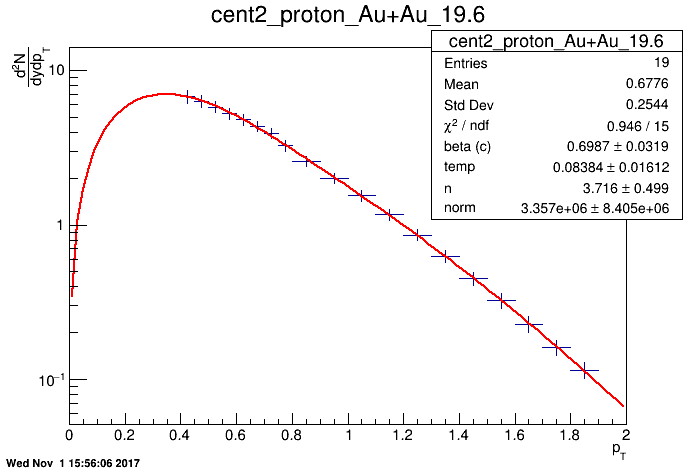 cent2_proton_Au+Au_19.6
d²N
dydp_T
cent2_proton_Au+Au_19.6
Entries 19
Mean 0.6776
Std Dev 0.2544
χ² / ndf 0.946 / 15
beta (c) 0.6987 ± 0.0319
temp 0.08384 ± 0.01612
n 3.716 ± 0.499
norm 3.357e+06 ± 8.405e+06
10
1
10⁻¹
0 0.2 0.4 0.6 0.8 1 1.2 1.4 1.6 1.8 2
p_T
Wed Nov 1 15:56:06 2017